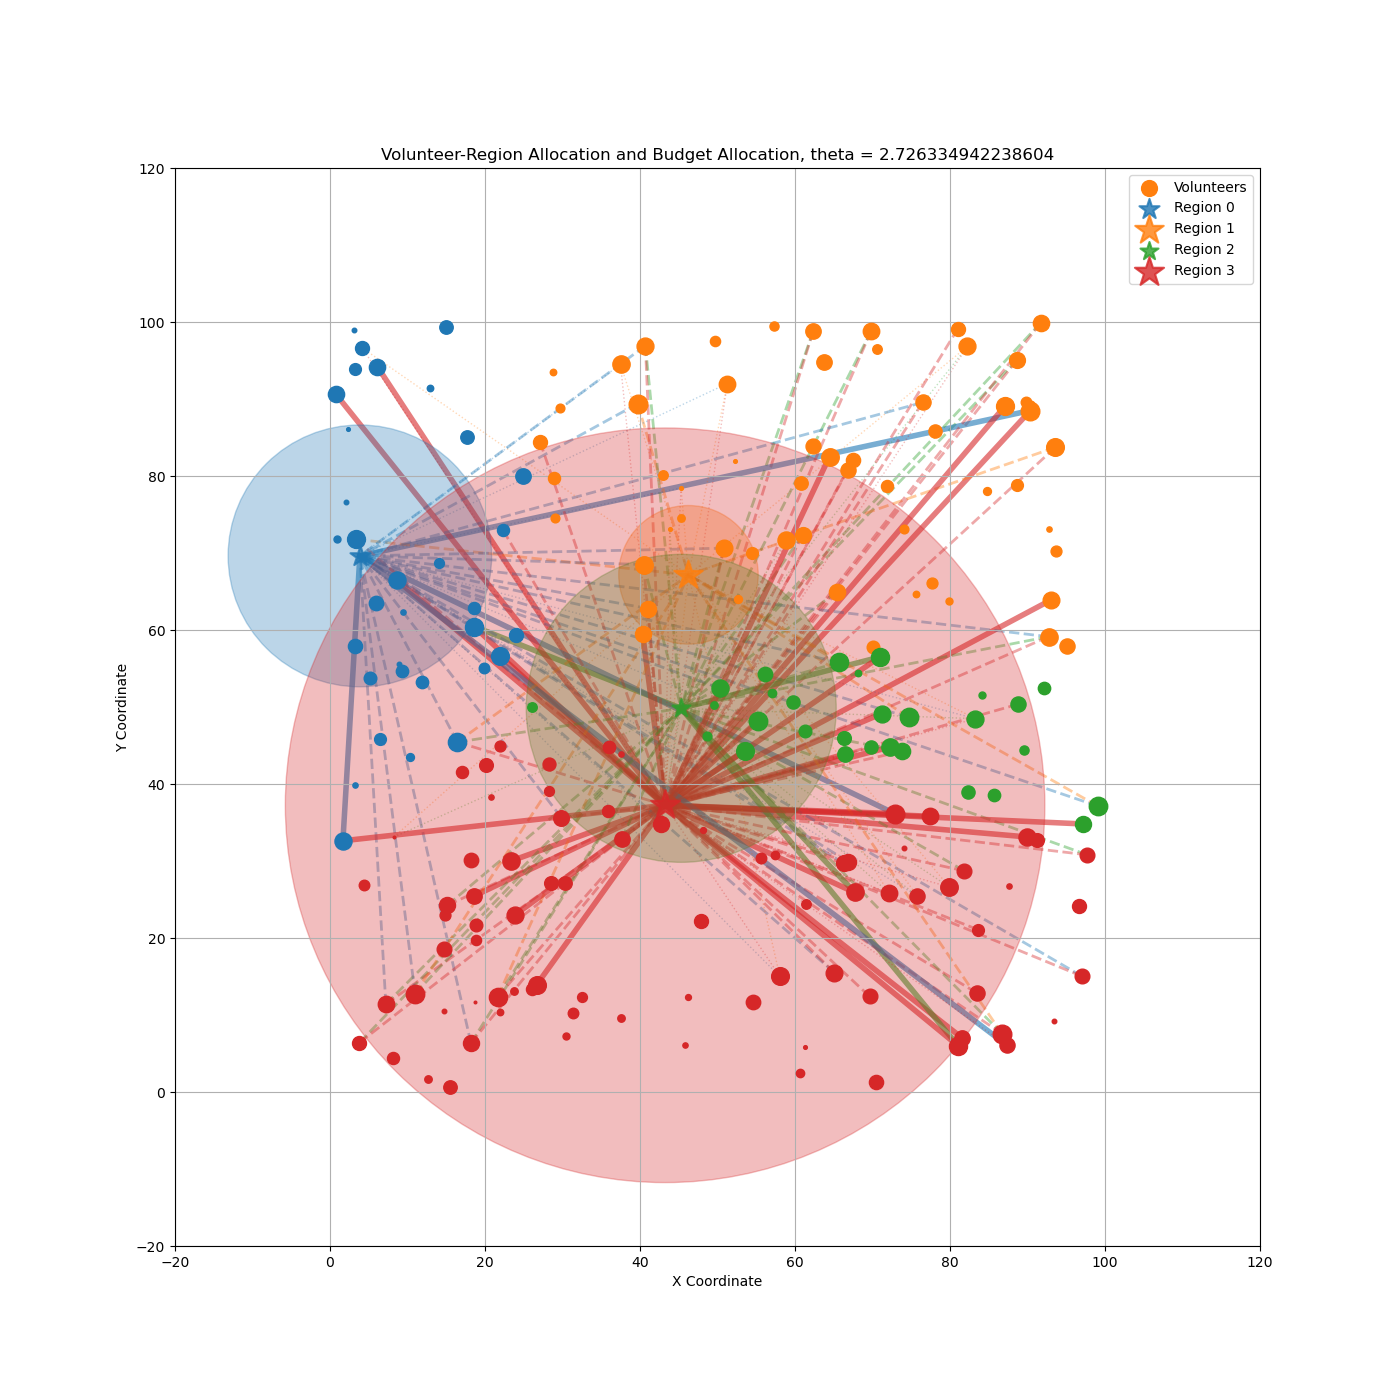 Volunteer-Region Allocation and Budget Allocation, theta = 2.726334942238604
120
Volunteers
Region 0
Region 1
Region 2
Region 3
100
80
60
40
20
0
−20
Y Coordinate
−20 0 20 40 60 80 100 120
X Coordinate